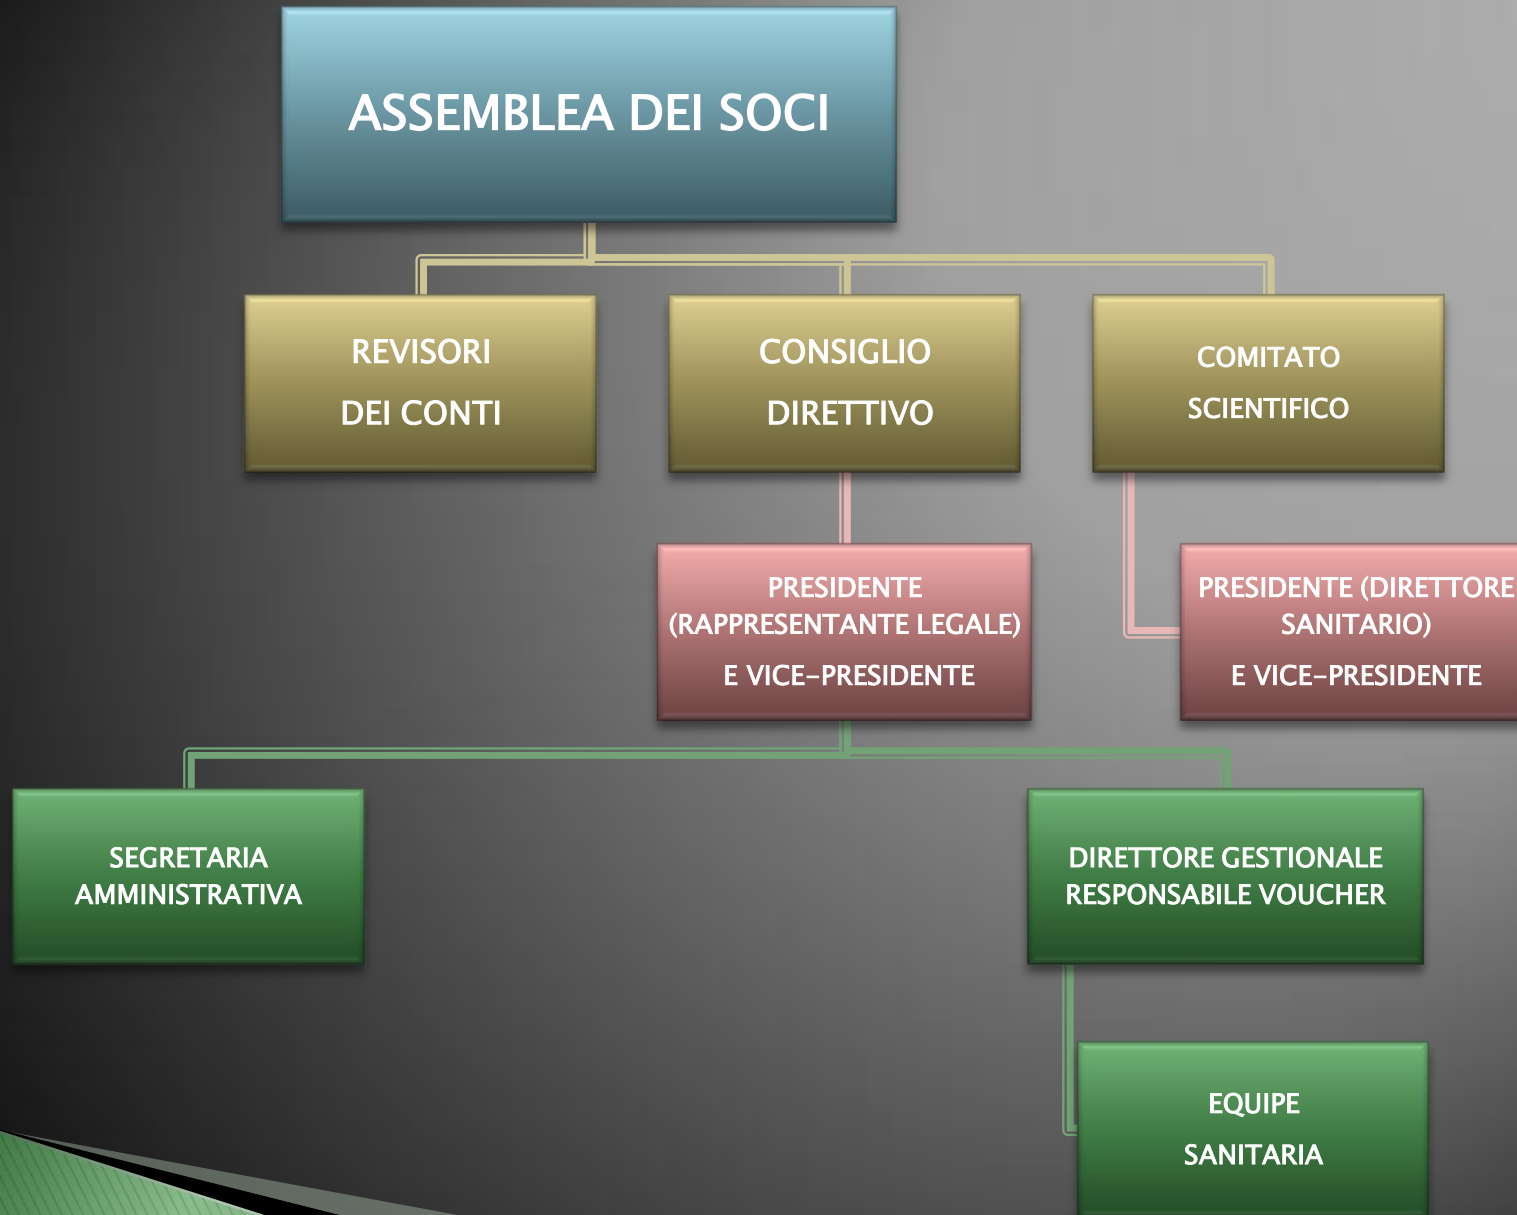 ASSEMBLEA DEI SOCI
REVISORI
DEI CONTI
CONSIGLIO
DIRETTIVO
COMITATO
SCIENTIFICO
PRESIDENTE
(RAPPRESENTANTE LEGALE)
E VICE-PRESIDENTE
PRESIDENTE (DIRETTORE
SANITARIO)
E VICE-PRESIDENTE
SEGRETARIA
AMMINISTRATIVA
DIRETTORE GESTIONALE
RESPONSABILE VOUCHER
EQUIPE
SANITARIA